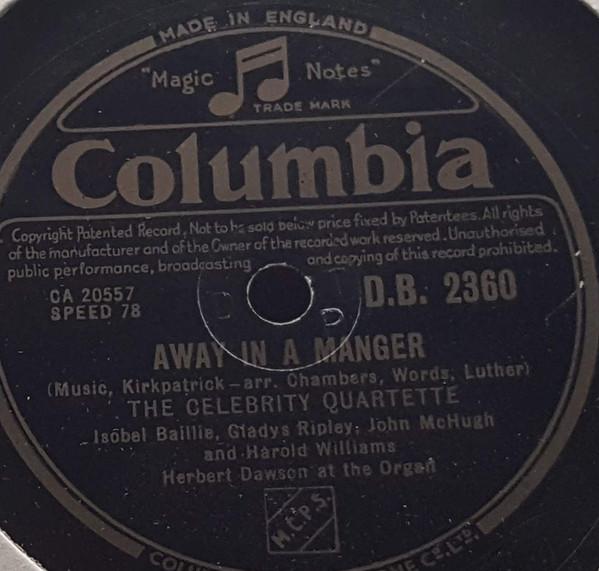 MADE IN ENGLAND
"Magic Notes"
TRADE MARK
Columbia
Copyright Patented Record, Not to be sold below price fixed by Patentees. All rights
of the manufacturer and of the Owner of the recorded work reserved. Unauthorised
public performance, broadcasting and copying of this record prohibited.
CA 20557
SPEED 78
D.B. 2360
AWAY IN A MANGER
(Music, Kirkpatrick – arr. Chambers, Words, Luther)
THE CELEBRITY QUARTETTE
Isobel Baillie, Gladys Ripley, John McHugh
and Harold Williams
Herbert Dawson at the Organ
M.C.P.S.
CO. LTD.